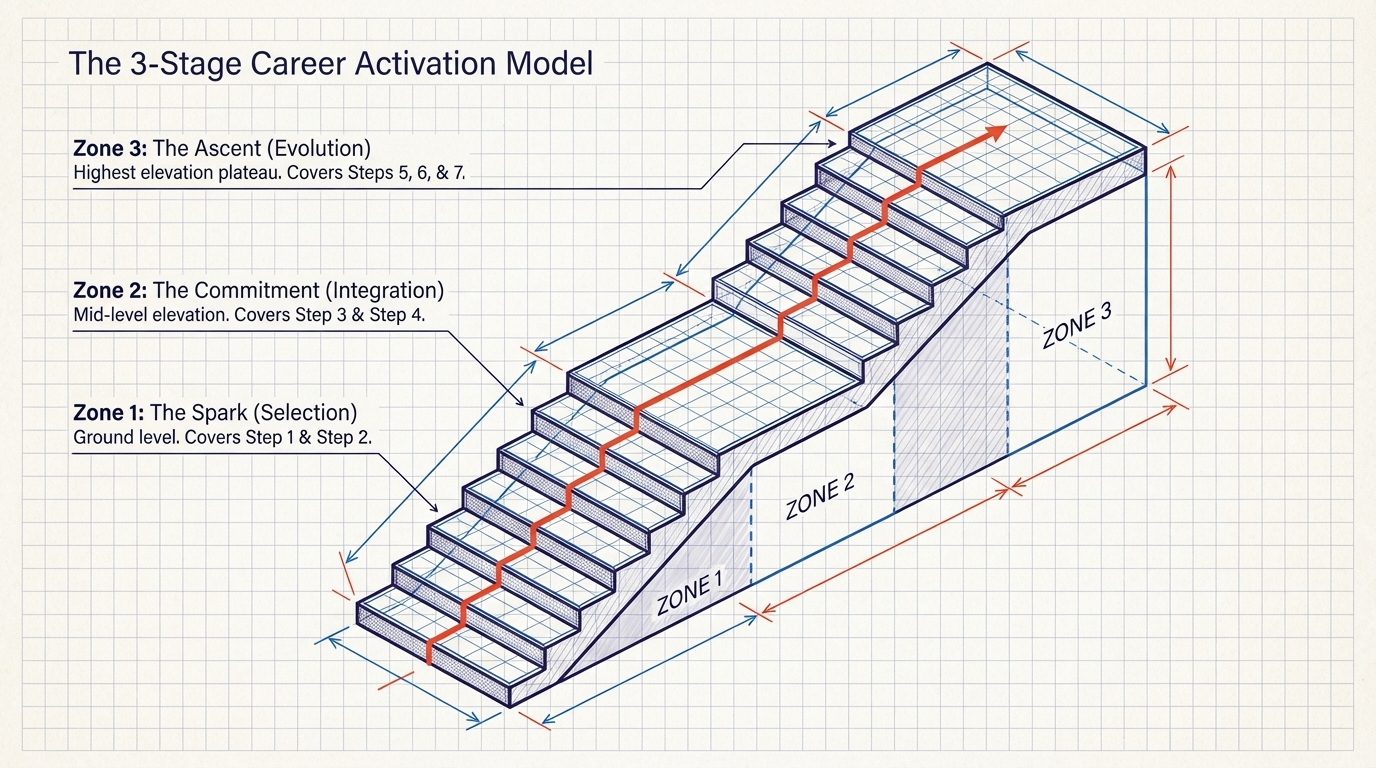 The 3-Stage Career Activation Model
Zone 3: The Ascent (Evolution)
Highest elevation plateau. Covers Steps 5, 6, & 7.
Zone 2: The Commitment (Integration)
Mid-level elevation. Covers Step 3 & Step 4.
Zone 1: The Spark (Selection)
Ground level. Covers Step 1 & Step 2.
ZONE 3
ZONE 2
ZONE 1